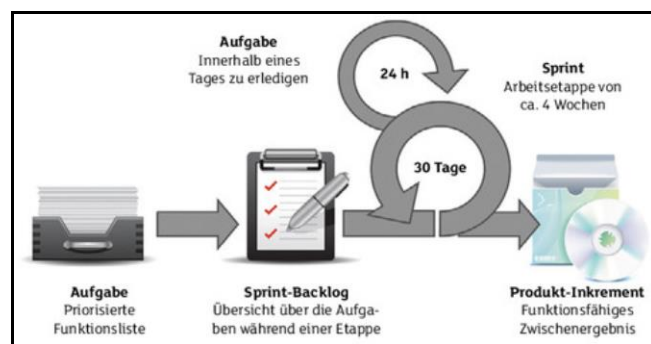 Aufgabe
Innerhalb eines
Tages zu erledigen
24 h
Sprint
Arbeitsetappe von
ca. 4 Wochen
30 Tage
Aufgabe
Priorisierte
Funktionsliste
Sprint-Backlog
Übersicht über die Aufga-
ben während einer Etappe
Produkt-Inkrement
Funktionsfähiges
Zwischenergebnis